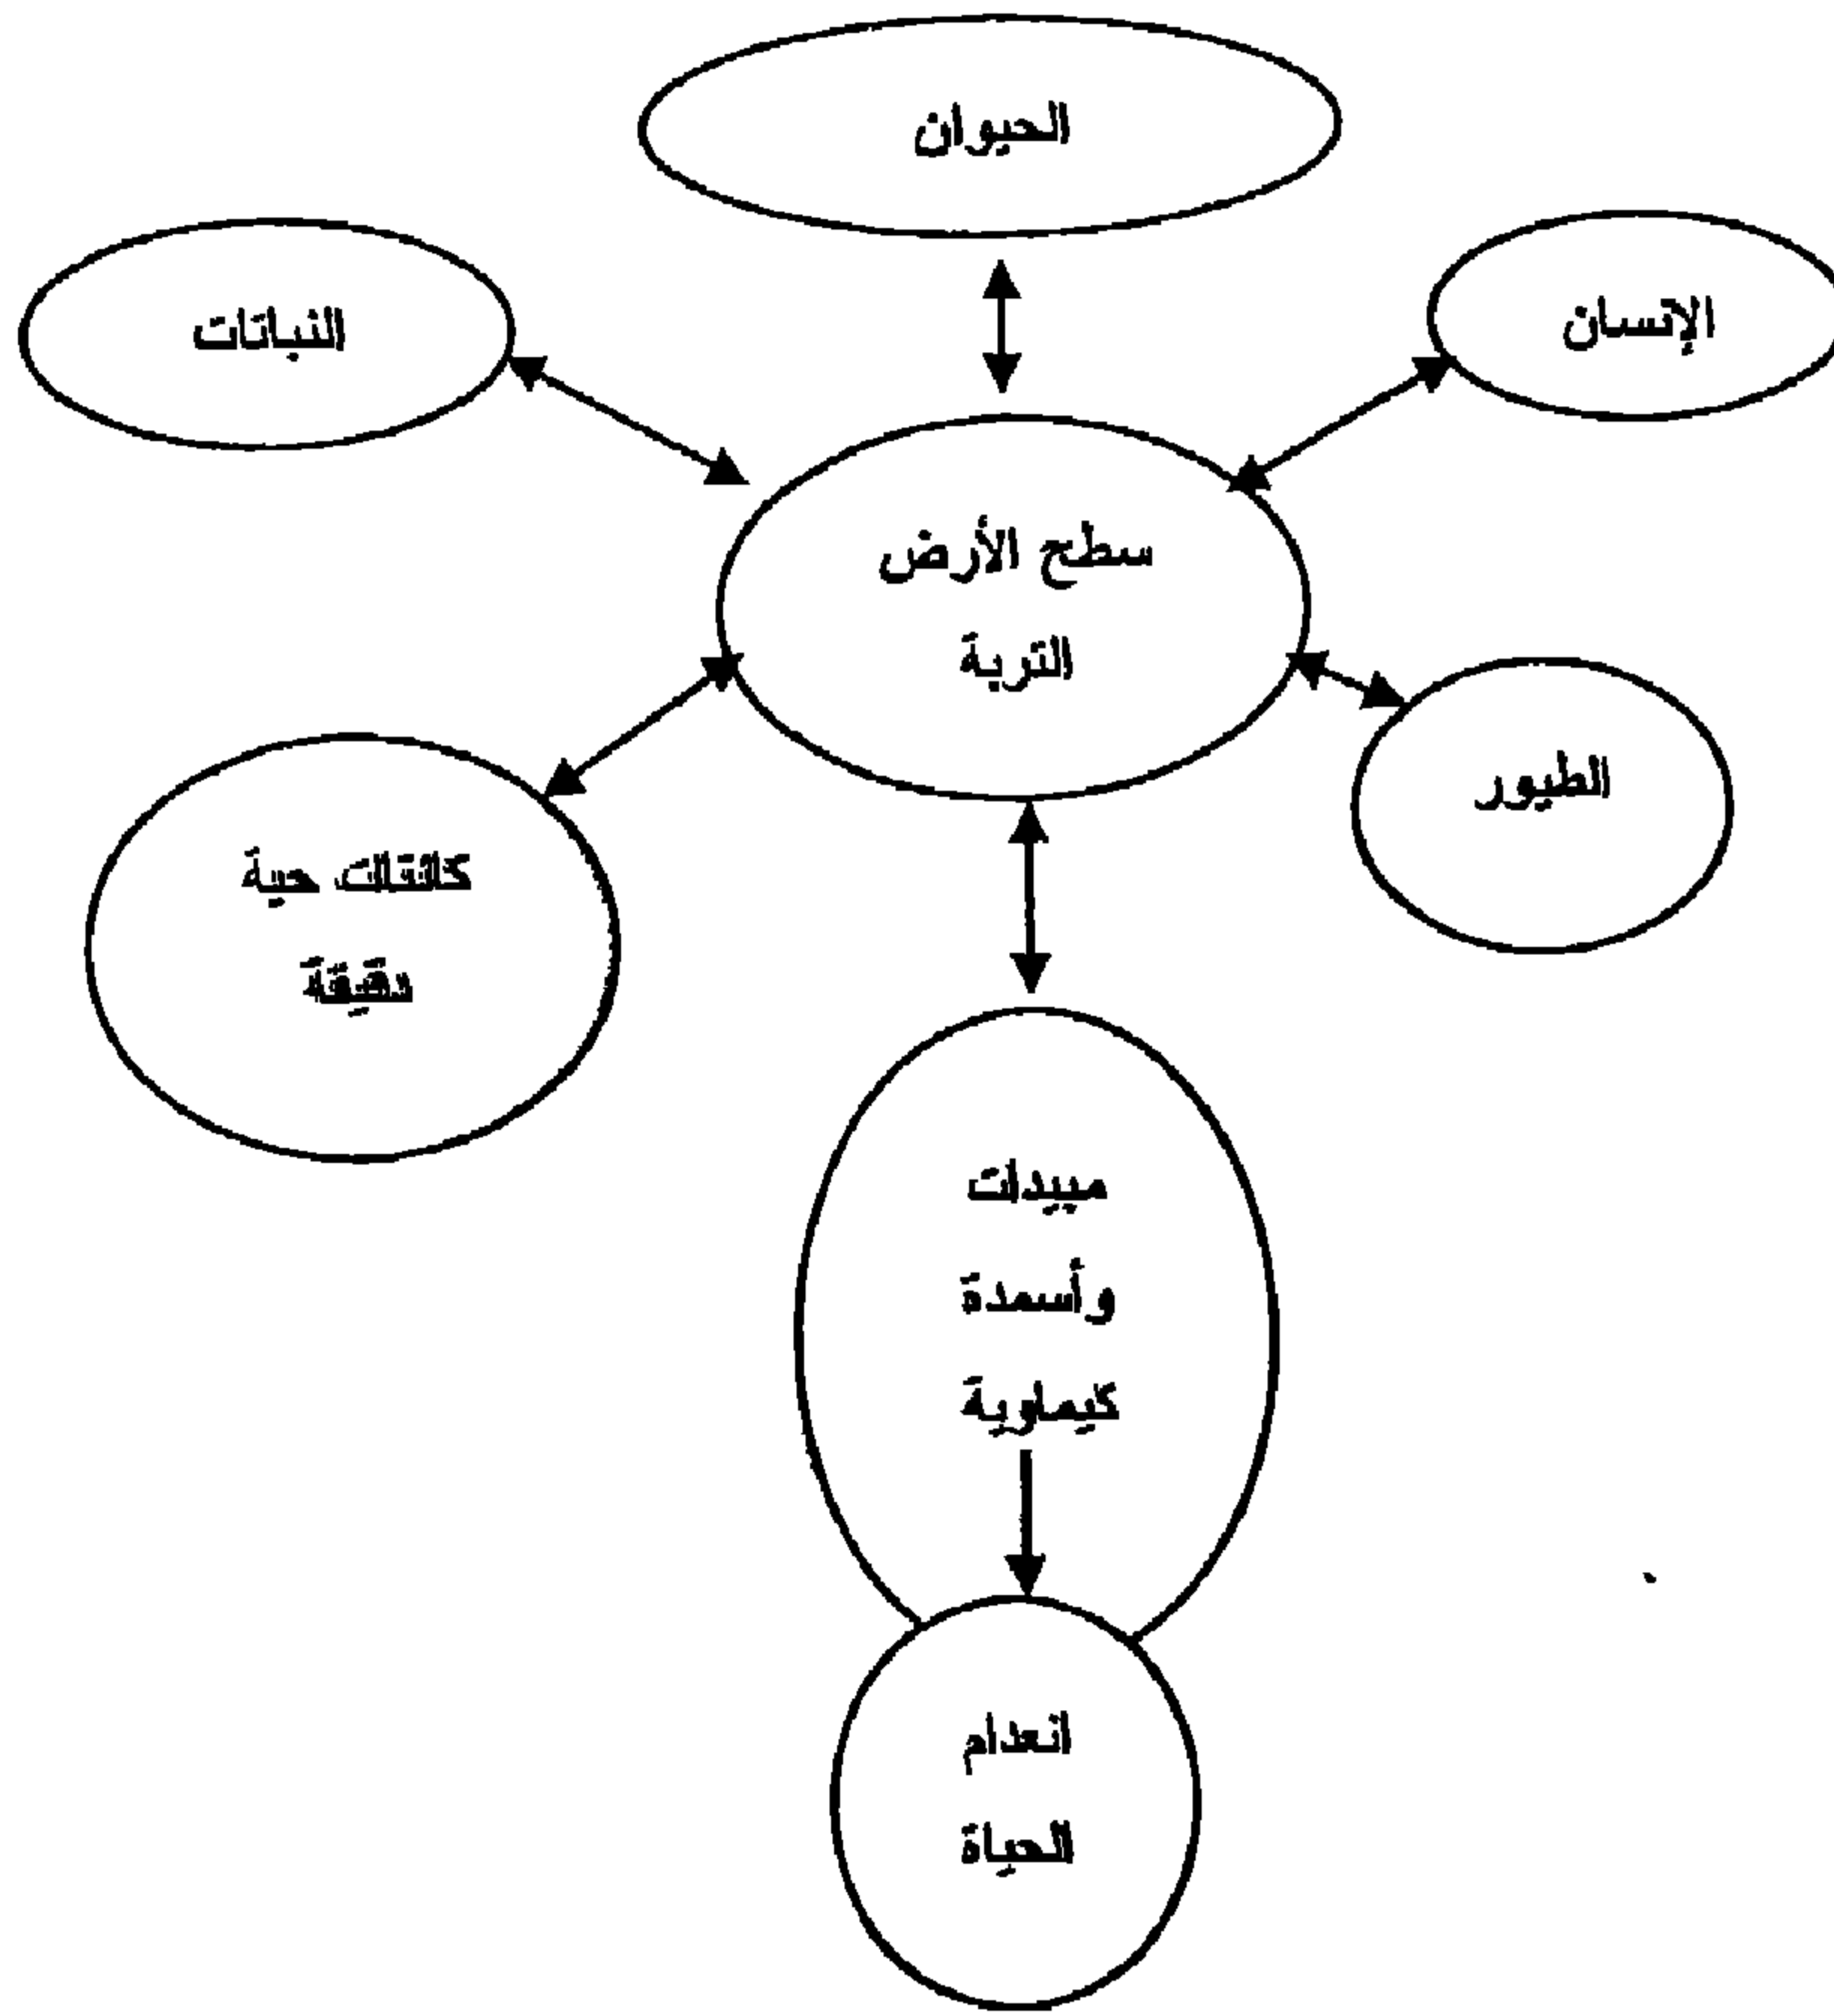 الحيوان
الإنسان
النباتات
سطح الأرض
التربة
الطيور
كائنات حية
دقيقة
مبيدات
وأسمدة
كيماوية
انعدام
الحياة